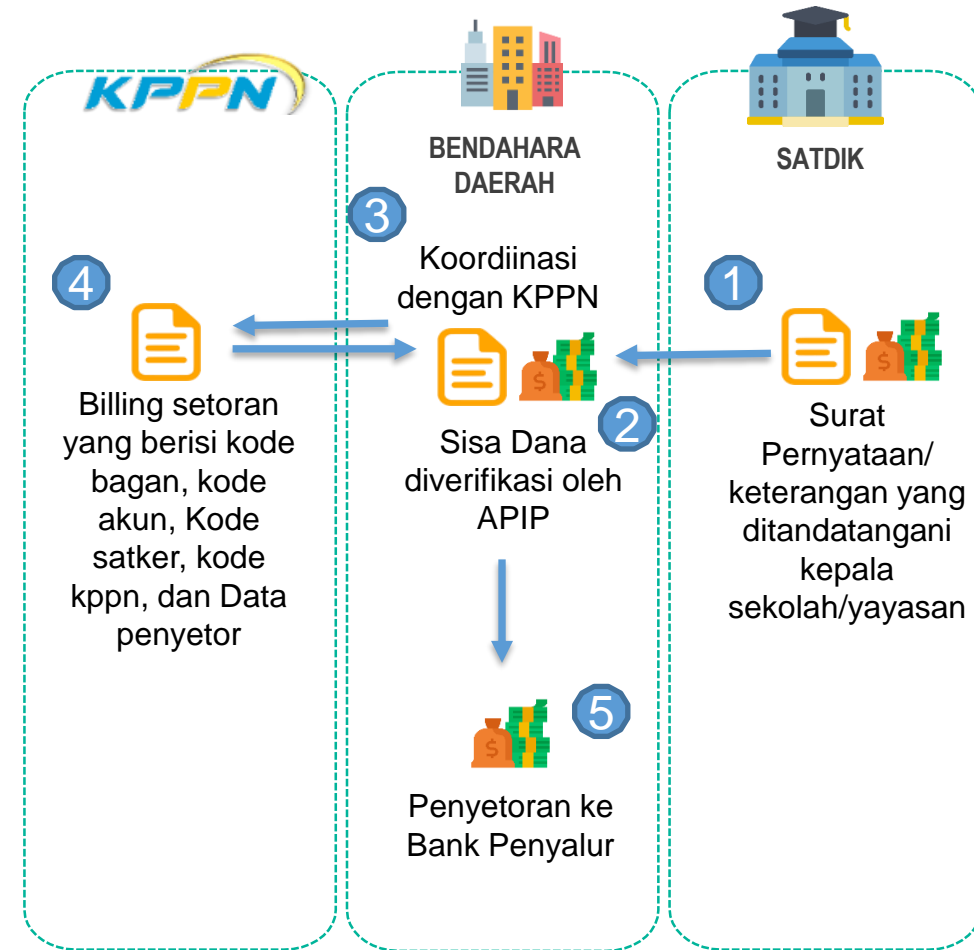 KPPN
BENDAHARA
DAERAH
SATDIK
3
Koordiinasi
dengan KPPN
4
Billing setoran
yang berisi kode
bagan, kode
akun, Kode
satker, kode
kppn, dan Data
penyetor
2
Sisa Dana
diverifikasi oleh
APIP
1
Surat
Pernyataan/
keterangan yang
ditandatangani
kepala
sekolah/yayasan
5
Penyetoran ke
Bank Penyalur